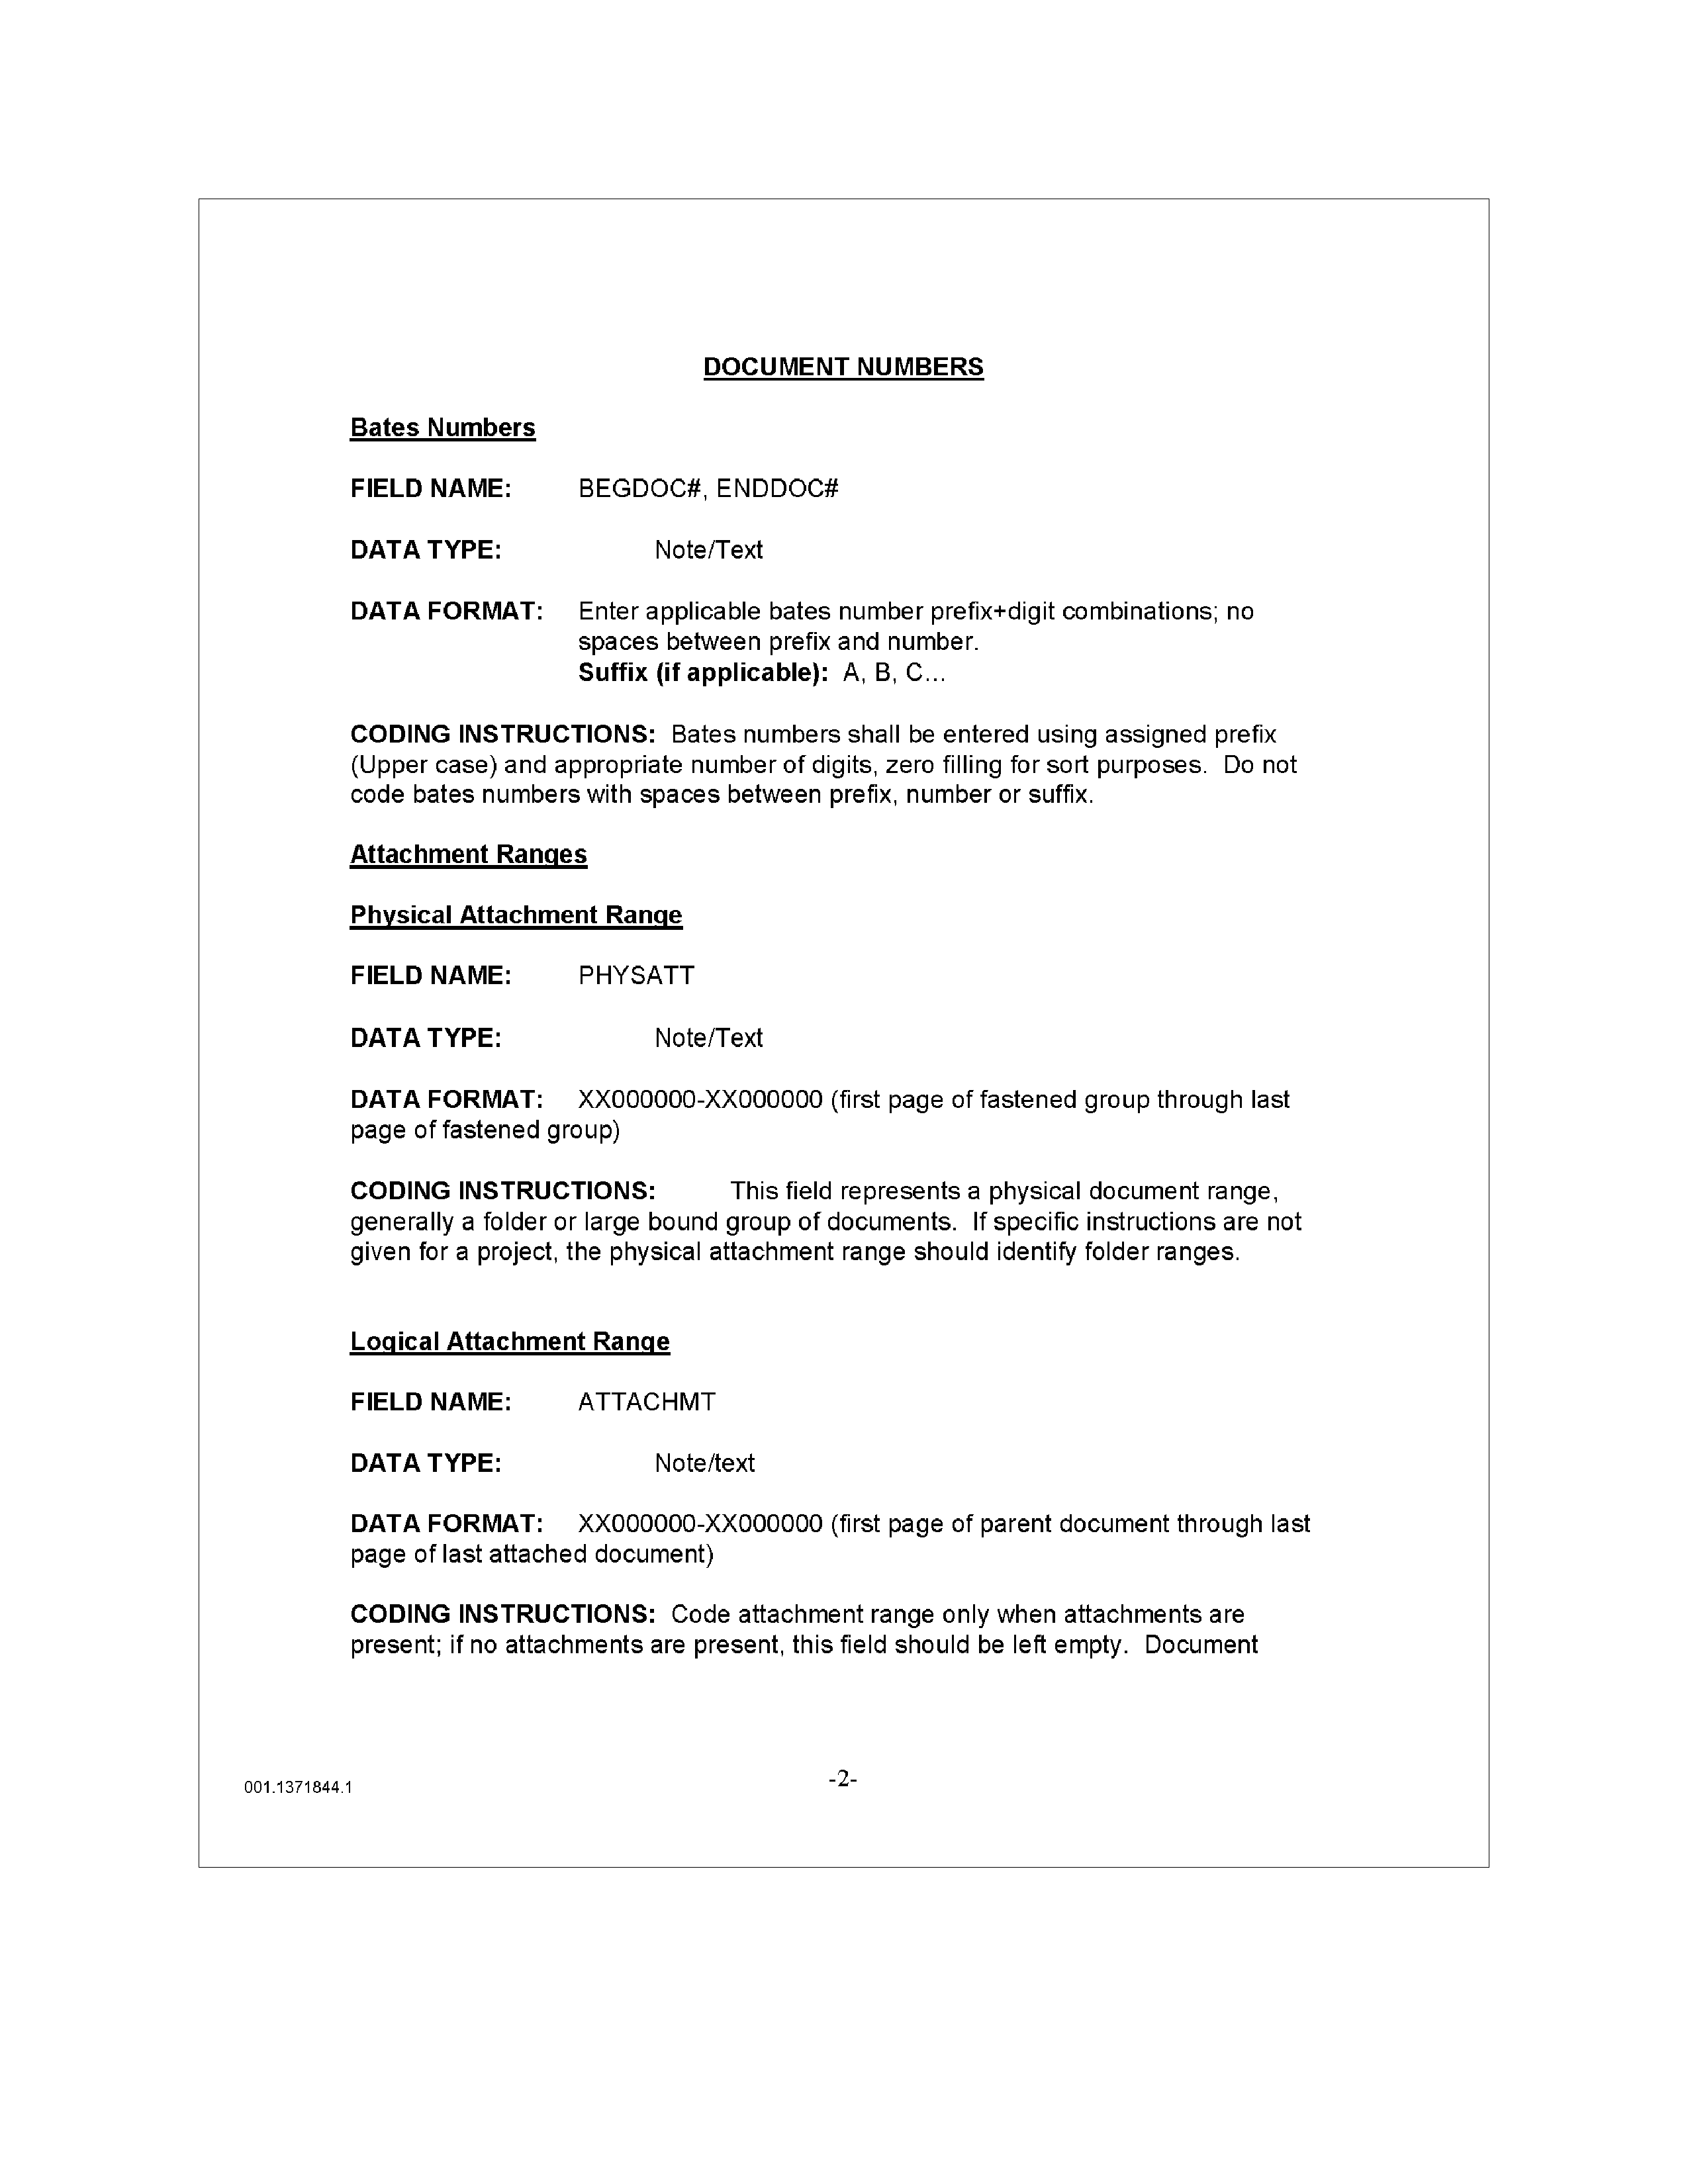 DOCUMENT NUMBERS
Bates Numbers
FIELD NAME: BEGDOC#, ENDDOC#
DATA TYPE: Note/Text
DATA FORMAT: Enter applicable bates number prefix+digit combinations; no
spaces between prefix and number.
Suffix (if applicable): A, B, C…
CODING INSTRUCTIONS: Bates numbers shall be entered using assigned prefix
(Upper case) and appropriate number of digits, zero filling for sort purposes. Do not
code bates numbers with spaces between prefix, number or suffix.
Attachment Ranges
Physical Attachment Range
FIELD NAME: PHYSATT
DATA TYPE: Note/Text
DATA FORMAT: XX000000-XX000000 (first page of fastened group through last
page of fastened group)
CODING INSTRUCTIONS: This field represents a physical document range,
generally a folder or large bound group of documents. If specific instructions are not
given for a project, the physical attachment range should identify folder ranges.
Logical Attachment Range
FIELD NAME: ATTACHMT
DATA TYPE: Note/text
DATA FORMAT: XX000000-XX000000 (first page of parent document through last
page of last attached document)
CODING INSTRUCTIONS: Code attachment range only when attachments are
present; if no attachments are present, this field should be left empty. Document
-2-
001.1371844.1